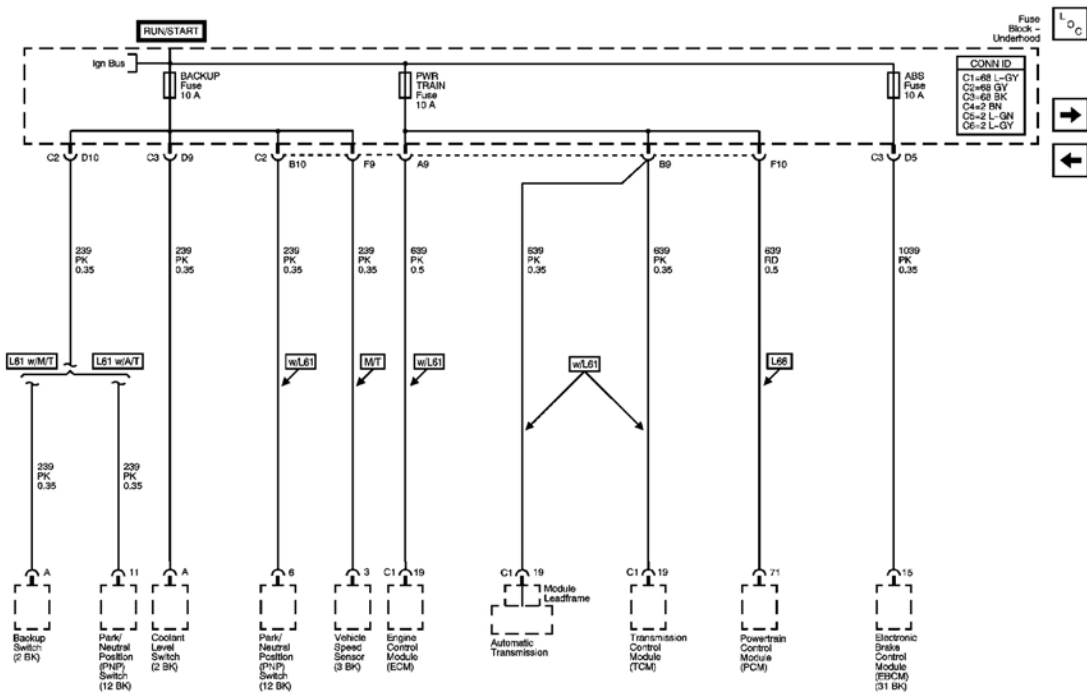 RUN/START
Fuse
Block –
Underhood
L
O
C
Ign Bus
BACKUP
Fuse
10 A
PWR
TRAIN
Fuse
10 A
ABS
Fuse
10 A
CONN ID
C1=68 L-GY
C2=68 GY
C3=68 BK
C4=2 BN
C5=2 L-GN
C6=2 L-GY
C2 D10
C3 D9
C2 B10
F9
A9
B9
F10
C3 D5
239
PK
0.35
239
PK
0.35
239
PK
0.35
239
PK
0.35
639
PK
0.5
639
PK
0.35
639
PK
0.35
639
RD
0.5
1039
PK
0.35
L61 w/M/T
L61 w/A/T
w/L61
M/T
w/L61
w/L61
L66
239
PK
0.35
239
PK
0.35
A
11
A
6
3
C1 19
C1 19
C1 19
71
15
Backup
Switch
(2 BK)
Park/
Neutral
Position
(PNP)
Switch
(12 BK)
Coolant
Level
Switch
(2 BK)
Park/
Neutral
Position
(PNP)
Switch
(12 BK)
Vehicle
Speed
Sensor
(3 BK)
Engine
Control
Module
(ECM)
Module
Leadframe
Automatic
Transmission
Transmission
Control
Module
(TCM)
Powertrain
Control
Module
(PCM)
Electronic
Brake
Control
Module
(EBCM)
(31 BK)